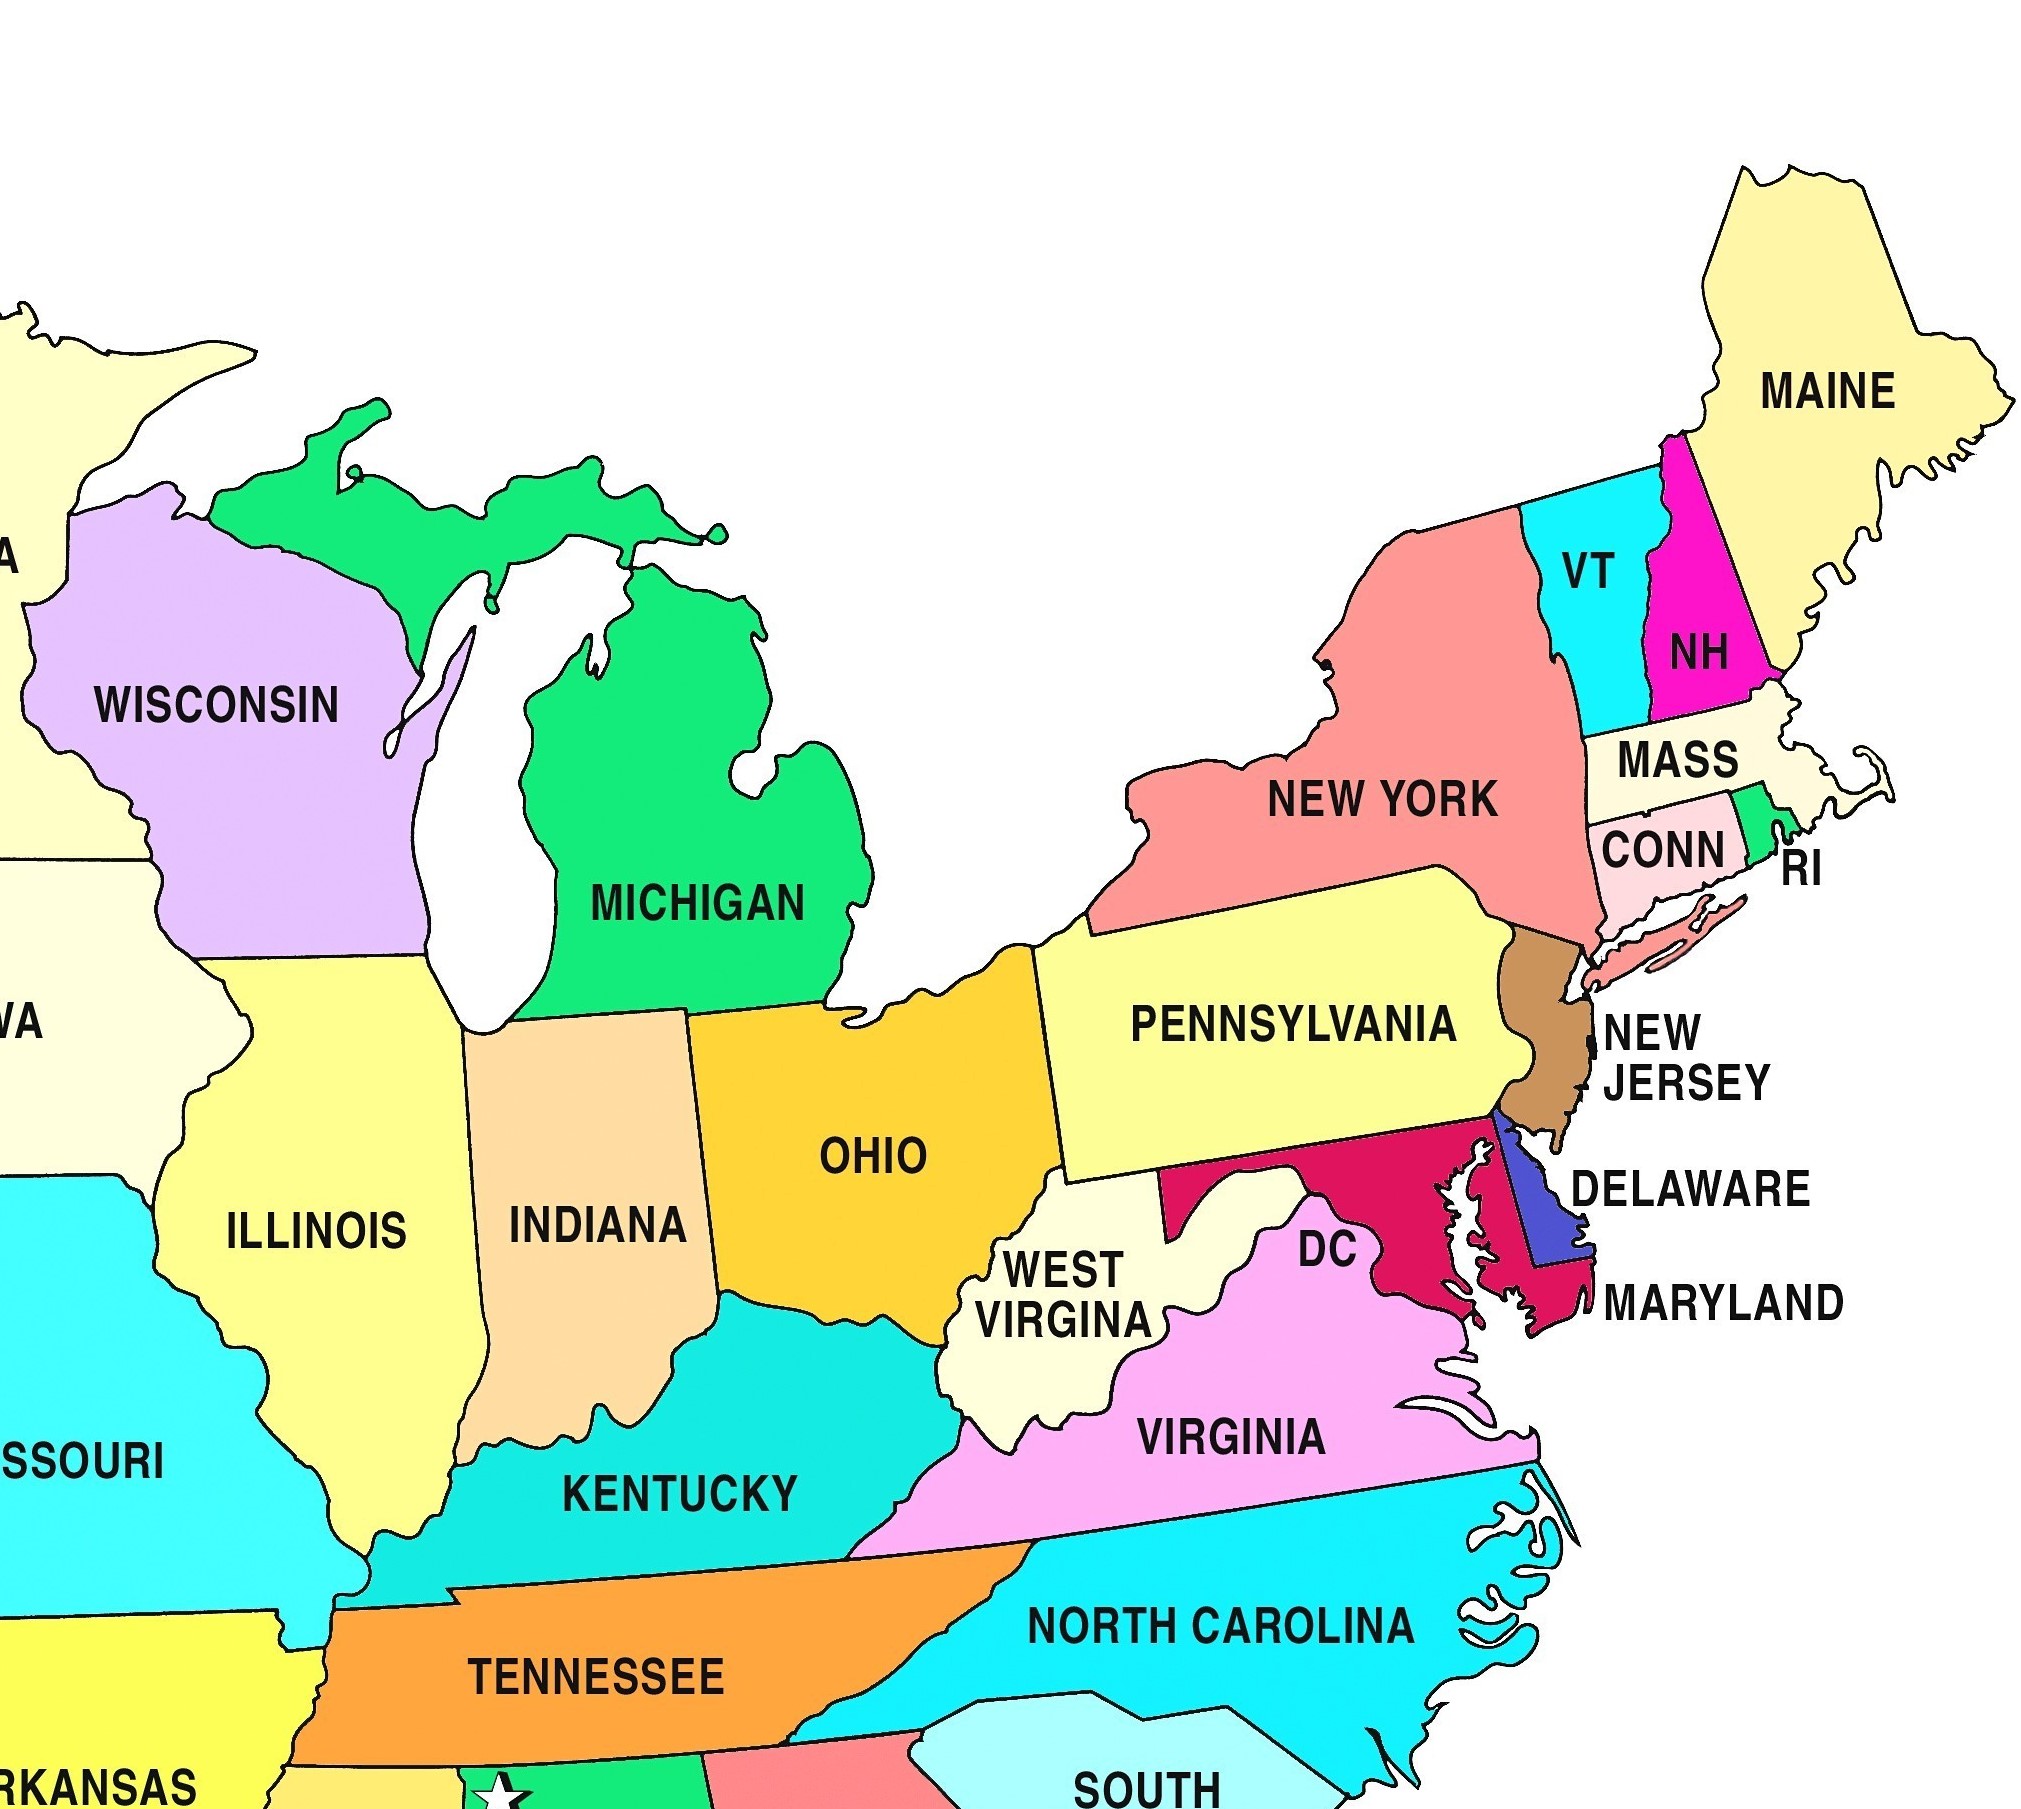 MAINE
A
VT
NH
WISCONSIN
MASS
NEW YORK
CONN
RI
MICHIGAN
WA
PENNSYLVANIA
NEW
JERSEY
OHIO
DELAWARE
ILLINOIS
INDIANA
DC
WEST
VIRGINA
MARYLAND
VIRGINIA
SSOURI
KENTUCKY
NORTH CAROLINA
TENNESSEE
RKANSAS
SOUTH